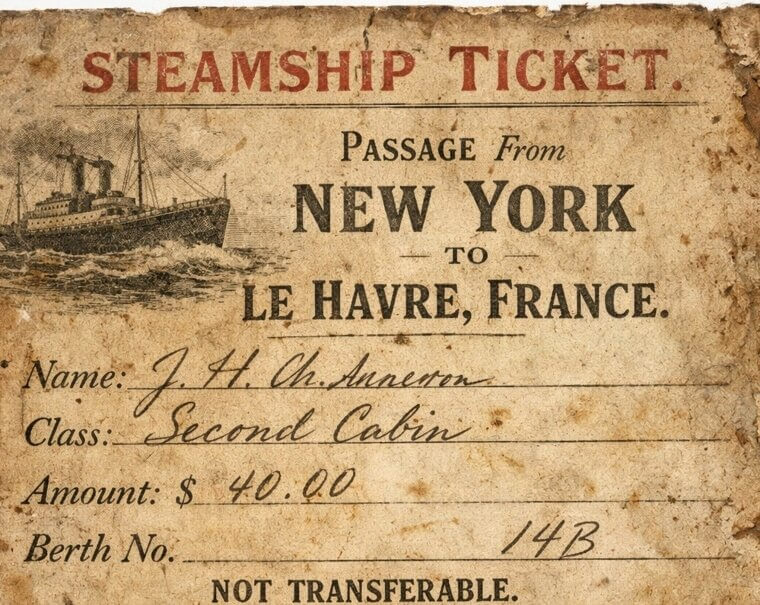 STEAMSHIP TICKET.
PASSAGE From
NEW YORK
— TO —
LE HAVRE, FRANCE.
Name: J. H. Ch.
Class: Second Cabin
Amount: $ 40.00
Berth No. 14B
NOT TRANSFERABLE.